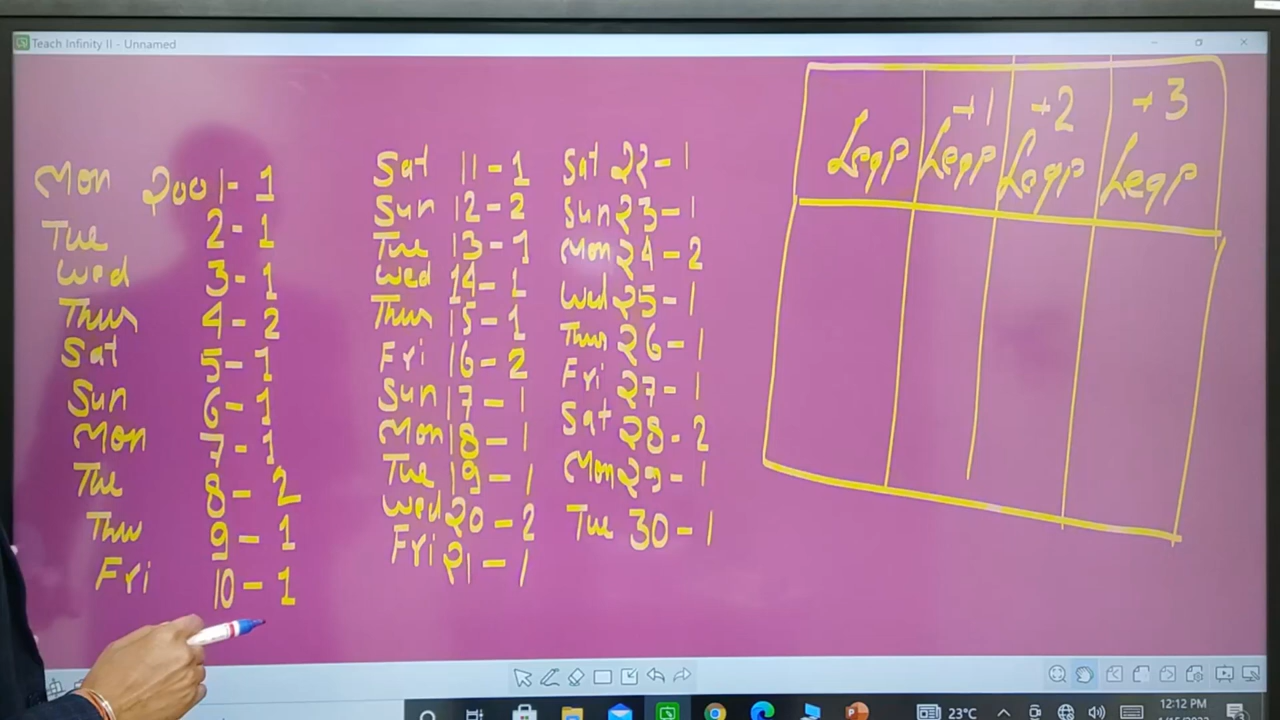 Teach Infinity II - Unnamed
Mon 2001-1
Tue 2-1
Wed 3-1
Thur 4-2
Sat 5-1
Sun 6-1
Mon 7-1
Tue 8-2
Thu 9-1
Fri 10-1
Sat 11-1
Sun 12-2
Tue 13-1
Wed 14-1
Thur 15-1
Fri 16-2
Sun 17-1
Mon 18-1
Tue 19-1
Wed 20-2
Fri 21-1
Sat 22-1
Sun 23-1
Mon 24-2
Wed 25-1
Thur 26-1
Fri 27-1
Sat 28-2
Mon 29-1
Tue 30-1
+1 +2 +3
Leap Leap Leap Leap
23°C 12:12 PM